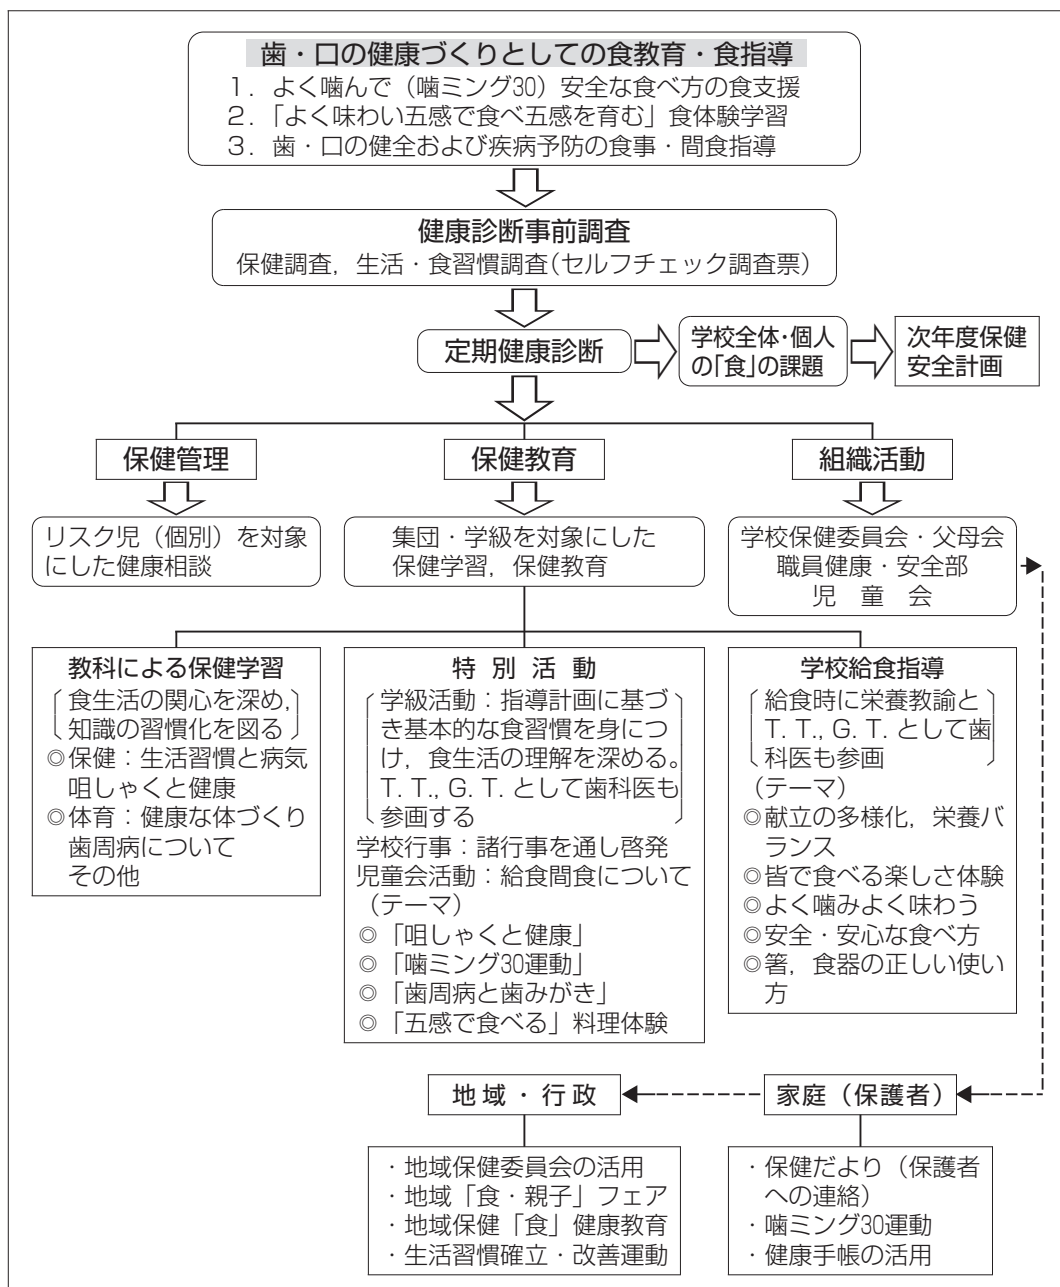 歯・口の健康づくりとしての食教育・食指導
1．よく噛んで（噛ミング30）安全な食べ方の食支援
2．「よく味わい五感で食べ五感を育む」食体験学習
3．歯・口の健全および疾病予防の食事・間食指導
健康診断事前調査
保健調査，生活・食習慣調査（セルフチェック調査票）
定期健康診断
学校全体・個人
の「食」の課題
次年度保健
安全計画
保健管理
保健教育
組織活動
リスク児（個別）を対象
にした健康相談
集団・学級を対象にした
保健学習，保健教育
学校保健委員会・父母会
職員健康・安全部
児　童　会
教科による保健学習
食生活の関心を深め，
知識の習慣化を図る
◎保健：生活習慣と病気
咀しゃくと健康
◎体育：健康な体づくり
歯周病について
その他
特 別 活 動
学級活動：指導計画に基づ
き基本的な食習慣を身につ
け，食生活の理解を深める。
T. T., G. T. として歯科医も
参画する
学校行事：諸行事を通し啓発
児童会活動：給食間食について
（テーマ）
◎「咀しゃくと健康」
◎「噛ミング30運動」
◎「歯周病と歯みがき」
◎「五感で食べる」料理体験
学校給食指導
給食時に栄養教諭と
T. T., G. T. として歯
科医も参画
（テーマ）
◎献立の多様化，栄養バ
ランス
◎皆で食べる楽しさ体験
◎よく噛みよく味わう
◎安全・安心な食べ方
◎箸，食器の正しい使い
方
地 域 ・ 行 政
家庭（保護者）
・地域保健委員会の活用
・地域「食・親子」フェア
・地域保健「食」健康教育
・生活習慣確立・改善運動
・保健だより（保護者
への連絡）
・噛ミング30運動
・健康手帳の活用